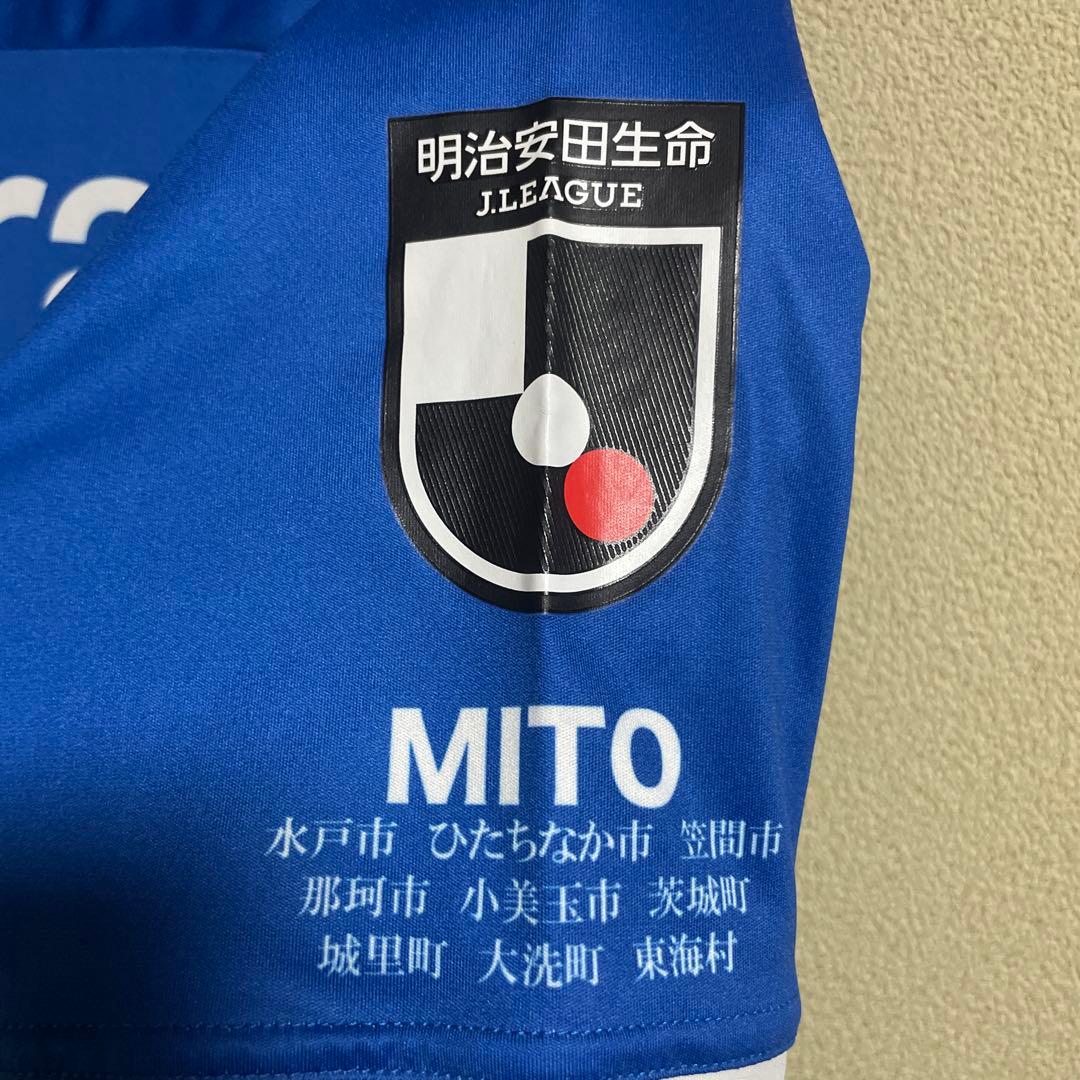 明治安田生命
J.LEAGUE
MITO
水戸市 ひたちなか市 笠間市
那珂市 小美玉市 茨城町
城里町 大洗町 東海村